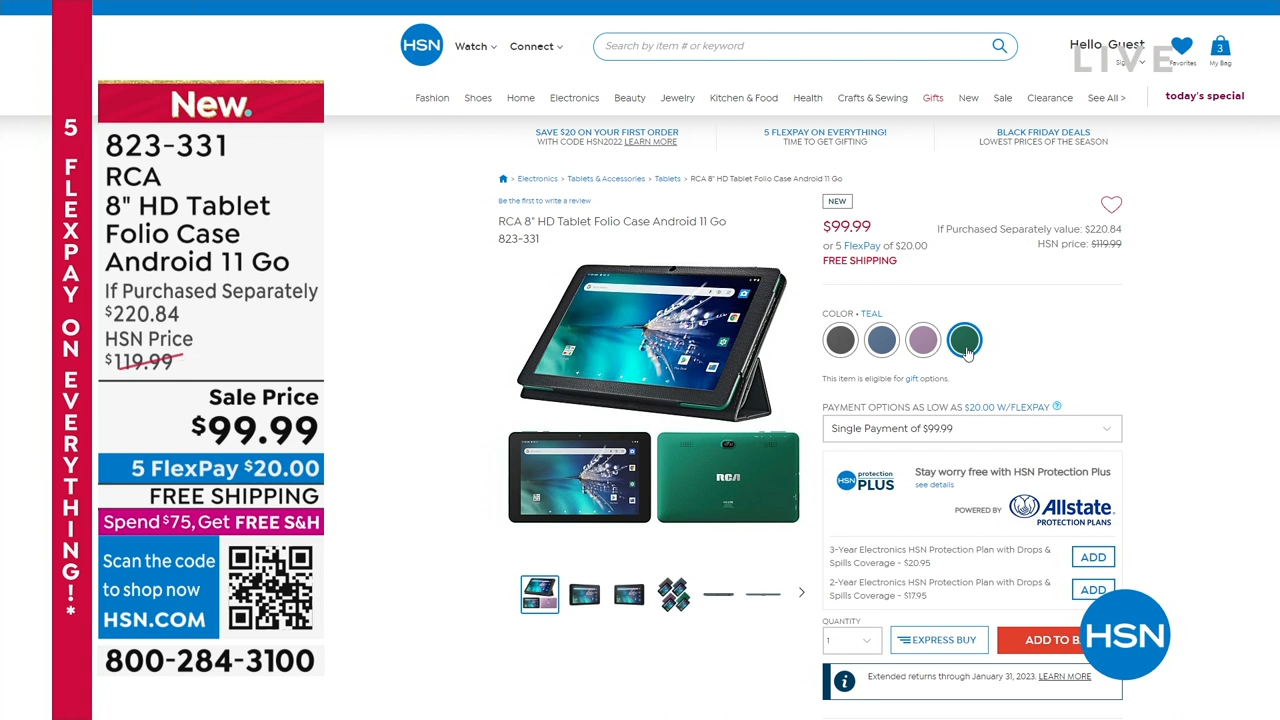 5 FLEXPAY ON EVERYTHING!*
New.
823-331
RCA
8" HD Tablet
Folio Case
Android 11 Go
If Purchased Separately
$220.84
HSN Price
$119.99
Sale Price
$99.99
5 FlexPay $20.00
FREE SHIPPING
Spend $75, Get FREE S&H
Scan the code
to shop now
HSN.COM
800-284-3100
HSN
Watch
Connect
Search by item # or keyword
Hello, Guest
LIVE
Favorites
3
My Bag
Fashion Shoes Home Electronics Beauty Jewelry Kitchen & Food Health Crafts & Sewing Gifts New Sale Clearance See All > today's special
SAVE $20 ON YOUR FIRST ORDER
WITH CODE HSN2022 LEARN MORE
5 FLEXPAY ON EVERYTHING!
TIME TO GET GIFTING
BLACK FRIDAY DEALS
LOWEST PRICES OF THE SEASON
> Electronics > Tablets & Accessories > Tablets > RCA 8" HD Tablet Folio Case Android 11 Go
Be the first to write a review
RCA 8" HD Tablet Folio Case Android 11 Go
823-331
RCA
NEW
$99.99
If Purchased Separately value: $220.84
or 5 FlexPay of $20.00
HSN price: $119.99
FREE SHIPPING
COLOR • TEAL
This item is eligible for gift options.
PAYMENT OPTIONS AS LOW AS $20.00 W/FLEXPAY
Single Payment of $99.99
HSN protection PLUS
Stay worry free with HSN Protection Plus
see details
POWERED BY
Allstate
PROTECTION PLANS
3-Year Electronics HSN Protection Plan with Drops &
Spills Coverage - $20.95
ADD
2-Year Electronics HSN Protection Plan with Drops &
Spills Coverage - $17.95
ADD
QUANTITY
1
EXPRESS BUY
ADD TO B
HSN
Extended returns through January 31, 2023. LEARN MORE